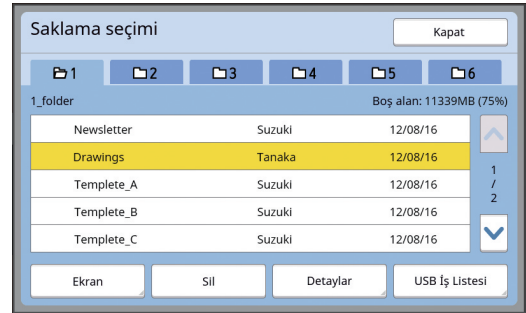 Saklama seçimi Kapat
1 2 3 4 5 6
1_folder Boş alan: 11339MB (75%)
Newsletter Suzuki 12/08/16
Drawings Tanaka 12/08/16
Templete_A Suzuki 12/08/16
Templete_B Suzuki 12/08/16
Templete_C Suzuki 12/08/16
1
/
2
Ekran Sil Detaylar USB İş Listesi